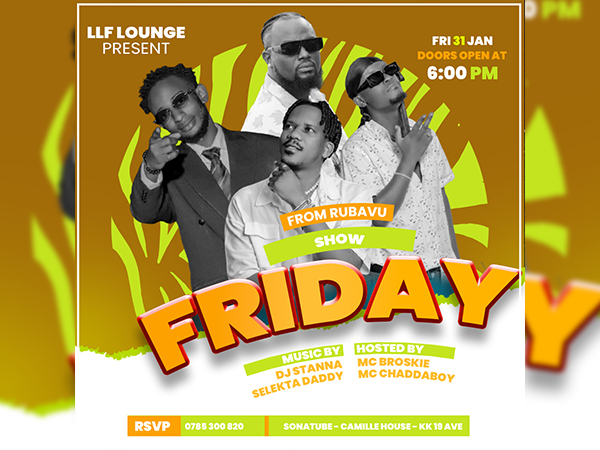 LLF LOUNGE
PRESENT
FRI 31 JAN
DOORS OPEN AT
6:00 PM
FROM RUBAVU
SHOW
FRIDAY
MUSIC BY
DJ STANNA
SELEKTA DADDY
HOSTED BY
MC BROSKIE
MC CHADDABOY
RSVP
0785 300 820
SONATUBE - CAMILLE HOUSE - KK 19 AVE